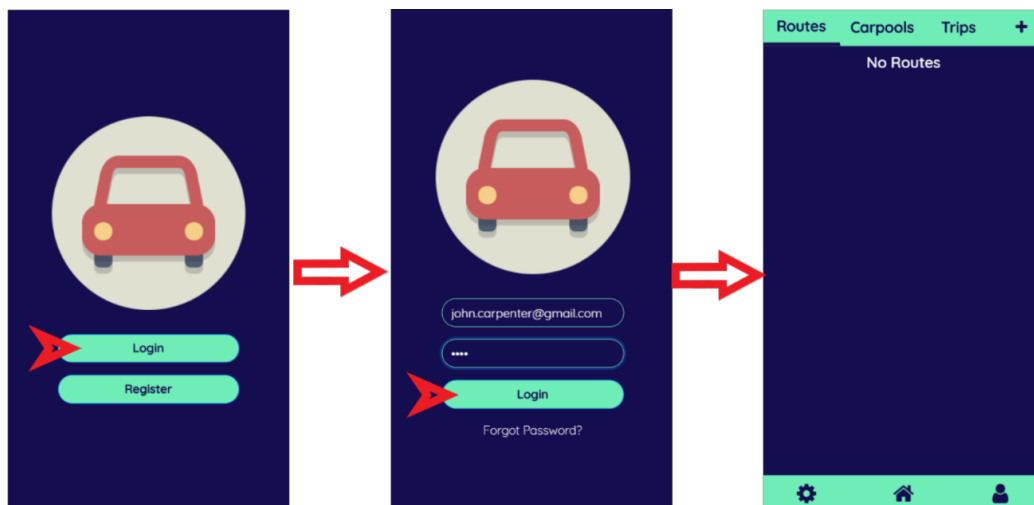 Login
Register
john.carpenter@gmail.com
••••
Login
Forgot Password?
Routes Carpools Trips +
No Routes